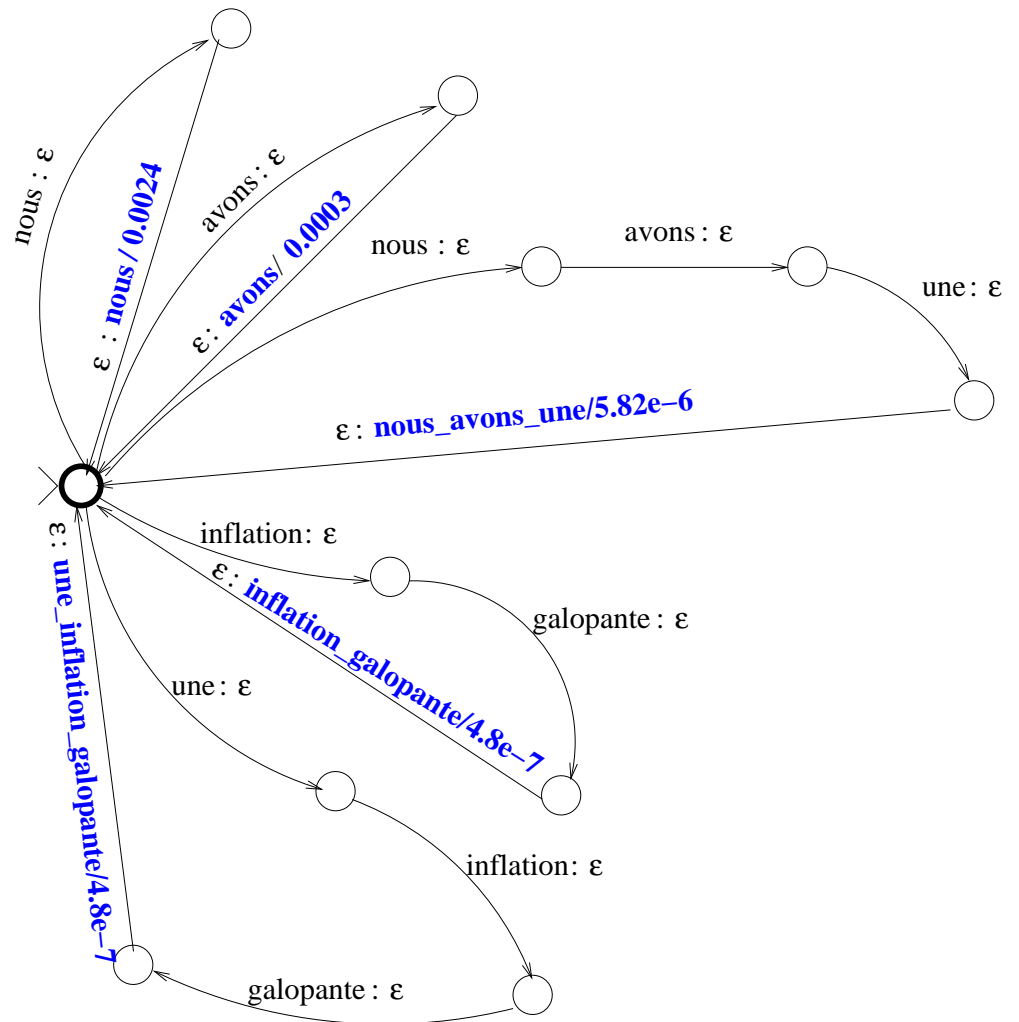 nous : ε
ε : nous / 0.0024
avons : ε
ε : avons/ 0.0003
nous : ε
avons : ε
une : ε
ε : nous_avons_une/5.82e−6
inflation : ε
galopante : ε
ε : inflation_galopante/4.8e−7
une : ε
inflation : ε
galopante : ε
ε : une_inflation_galopante/4.8e−7